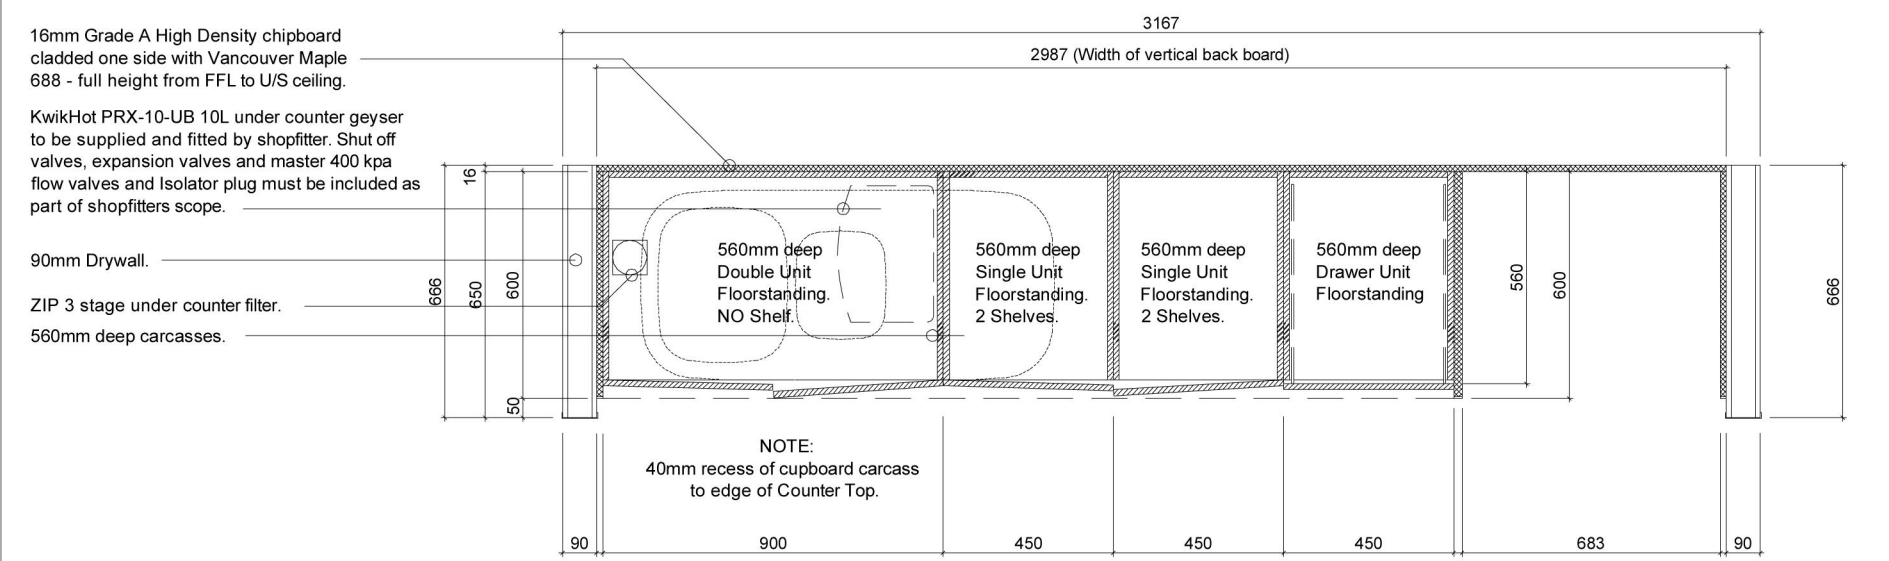 16mm Grade A High Density chipboard
cladded one side with Vancouver Maple
688 - full height from FFL to U/S ceiling.
KwikHot PRX-10-UB 10L under counter geyser
to be supplied and fitted by shopfitter. Shut off
valves, expansion valves and master 400 kpa
flow valves and Isolator plug must be included as
part of shopfitters scope.
90mm Drywall.
ZIP 3 stage under counter filter.
560mm deep carcasses.
3167
2987 (Width of vertical back board)
16
666
650
600
50
560mm deep
Double Unit
Floorstanding.
NO Shelf.
560mm deep
Single Unit
Floorstanding.
2 Shelves.
560mm deep
Single Unit
Floorstanding.
2 Shelves.
560mm deep
Drawer Unit
Floorstanding
560
600
666
NOTE:
40mm recess of cupboard carcass
to edge of Counter Top.
90
900
450
450
450
683
90